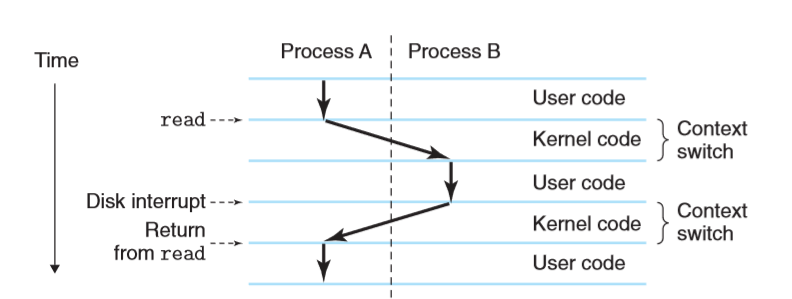 Process A Process B
Time
User code
read
Kernel code
Context
switch
User code
Disk interrupt
Return
from read
Kernel code
Context
switch
User code